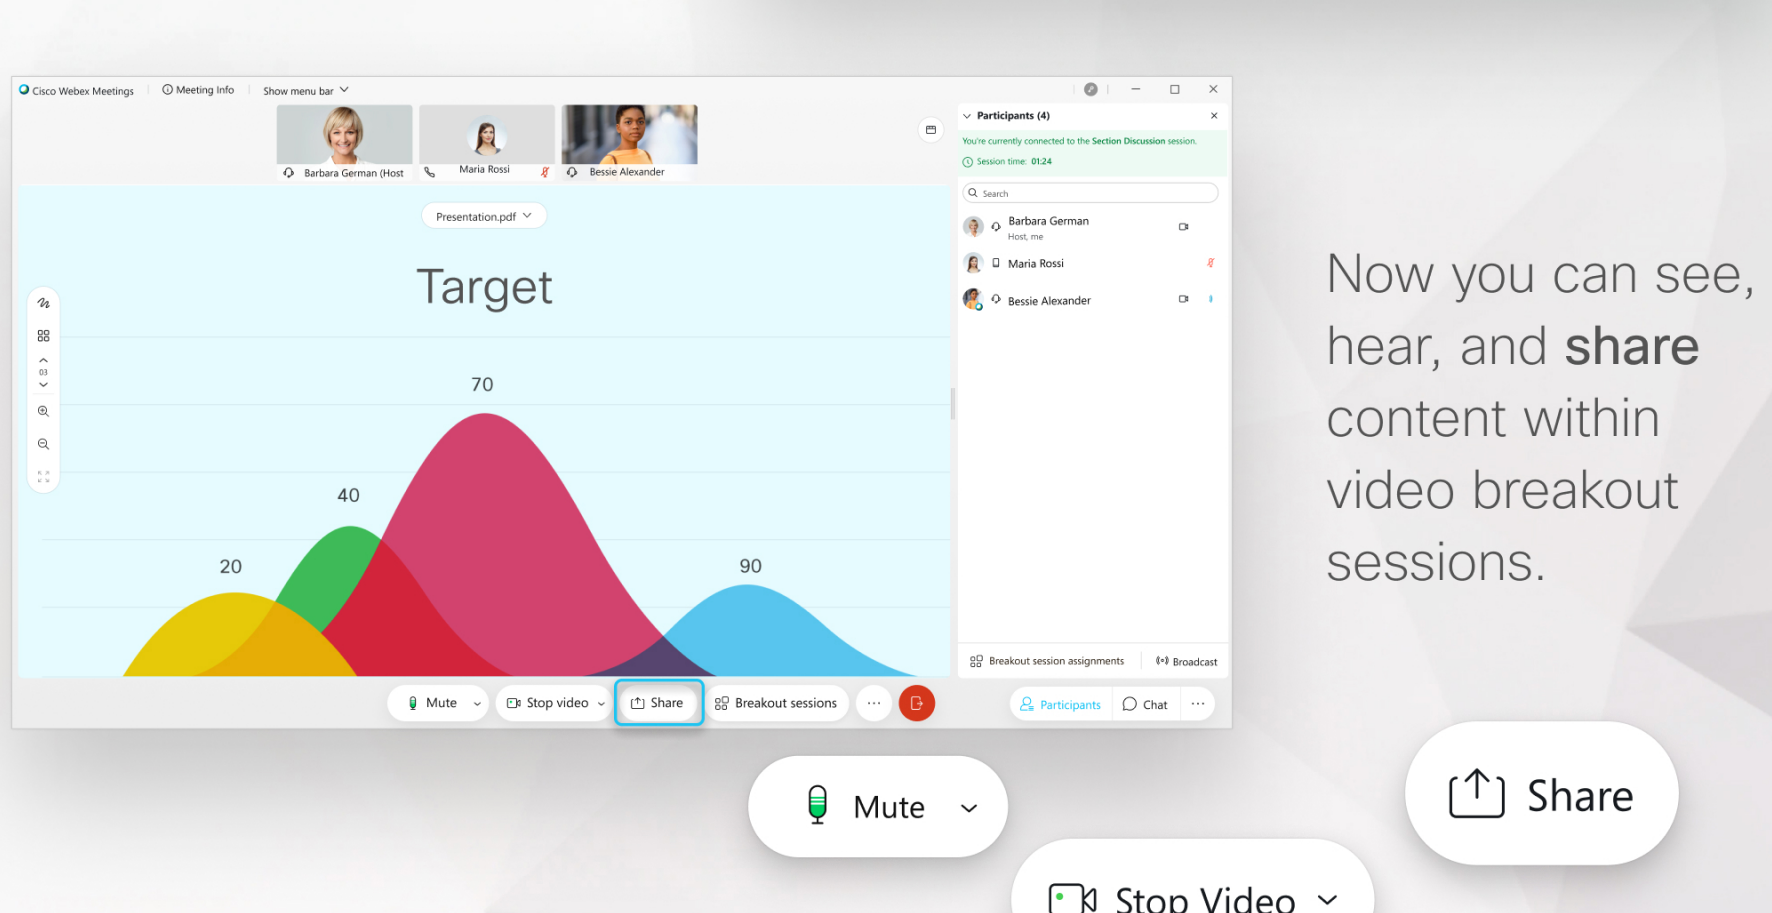 Cisco Webex Meetings
Meeting Info
Show menu bar
Barbara German (Host
Maria Rossi
Bessie Alexander
Presentation.pdf
Target
03
70
40
20
90
Participants (4)
You're currently connected to the Section Discussion session.
Session time: 01:24
Search
Barbara German
Host, me
Maria Rossi
Bessie Alexander
Breakout session assignments
Broadcast
Mute
Stop video
Share
Breakout sessions
Participants
Chat
Now you can see,
hear, and share
content within
video breakout
sessions.
Mute
Share
Stop Video